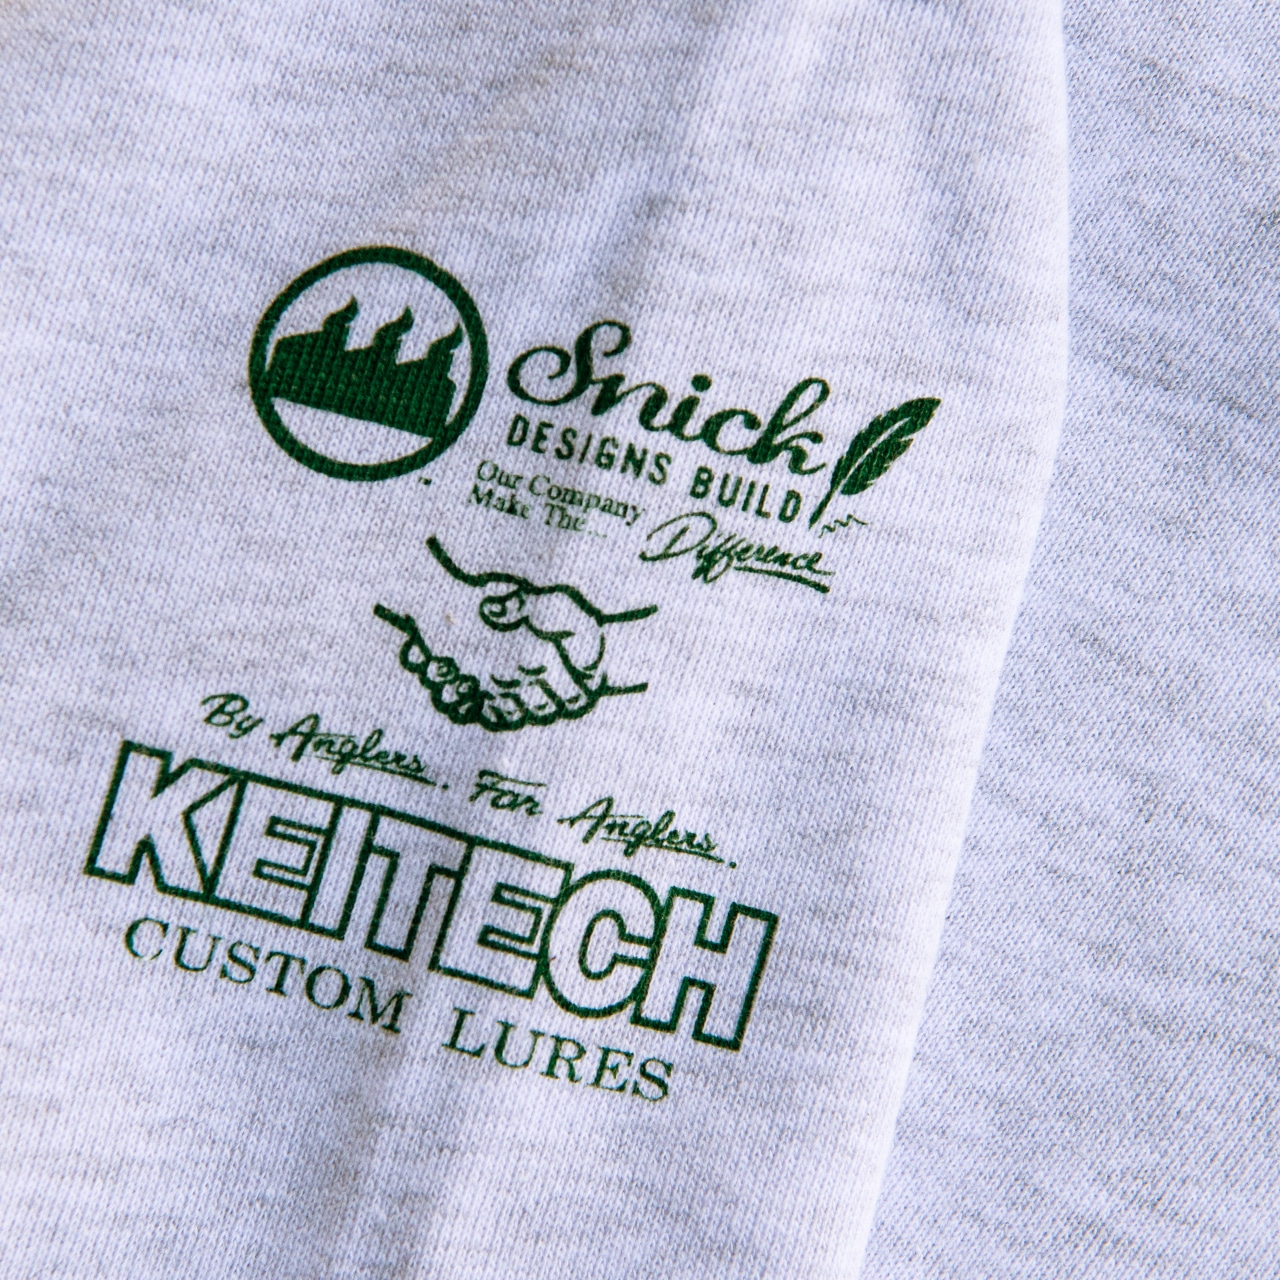 Snick
DESIGNS BUILD
Our Company
Make The...
Difference
By Anglers. For Anglers.
KEITECH
CUSTOM LURES